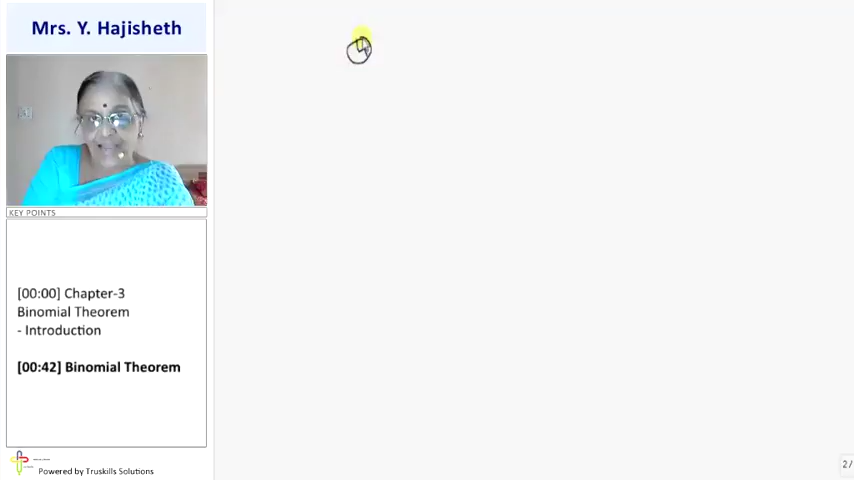 Mrs. Y. Hajisheth
KEY POINTS
[00:00] Chapter-3
Binomial Theorem
- Introduction
[00:42] Binomial Theorem
Powered by Truskills Solutions
2/